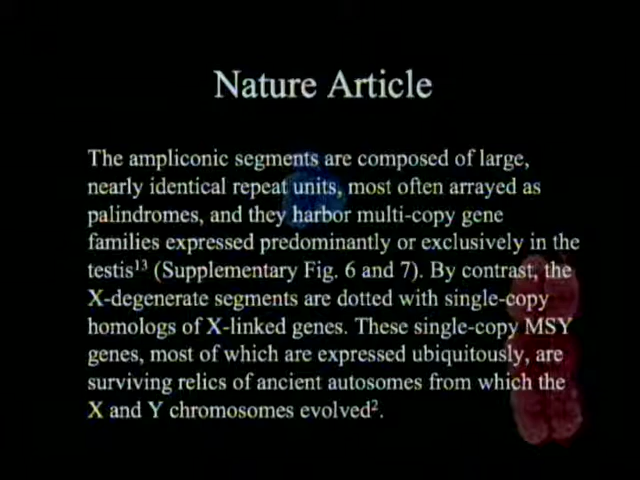 Nature Article
The ampliconic segments are composed of large,
nearly identical repeat units, most often arrayed as
palindromes, and they harbor multi-copy gene
families expressed predominantly or exclusively in the
testis¹³ (Supplementary Fig. 6 and 7). By contrast, the
X-degenerate segments are dotted with single-copy
homologs of X-linked genes. These single-copy MSY
genes, most of which are expressed ubiquitously, are
surviving relics of ancient autosomes from which the
X and Y chromosomes evolved².